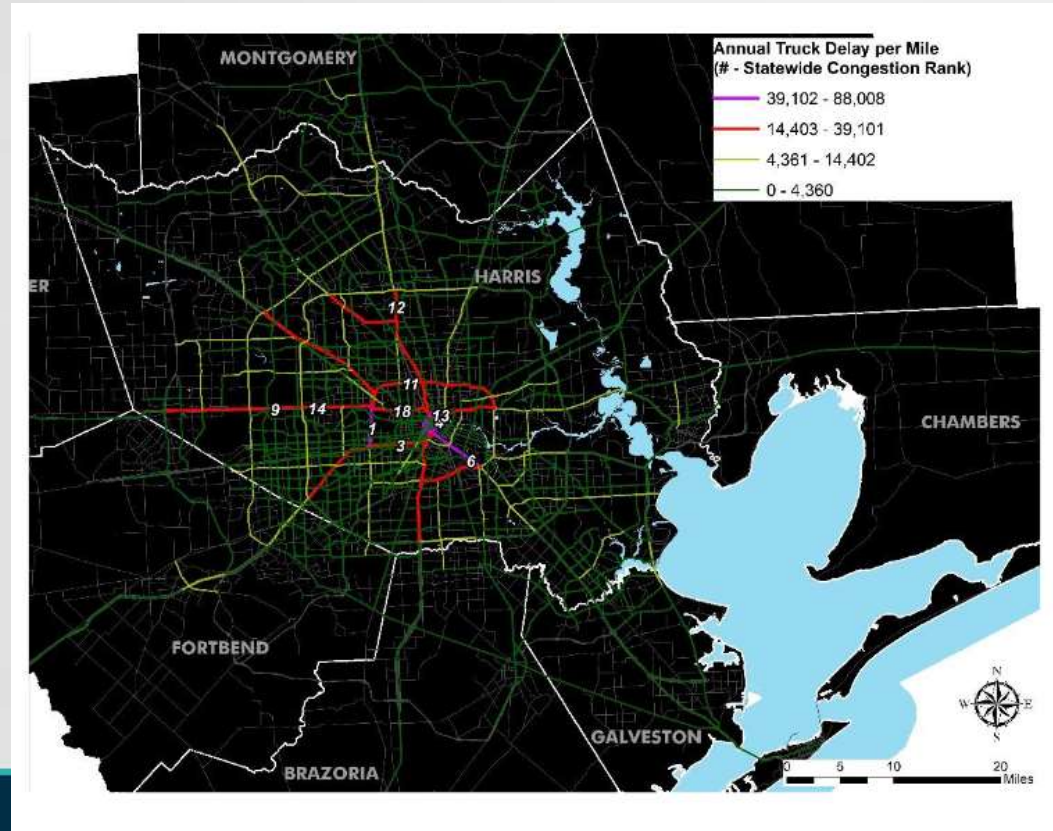 MONTGOMERY
Annual Truck Delay per Mile
(# - Statewide Congestion Rank)
39,102 - 88,008
14,403 - 39,101
4,361 - 14,402
0 - 4,360
HARRIS
ER
12
11
9
14
18
13
4
1
3
6
CHAMBERS
FORTBEND
GALVESTON
BRAZORIA
N
W
E
S
0 5 10 20
Miles